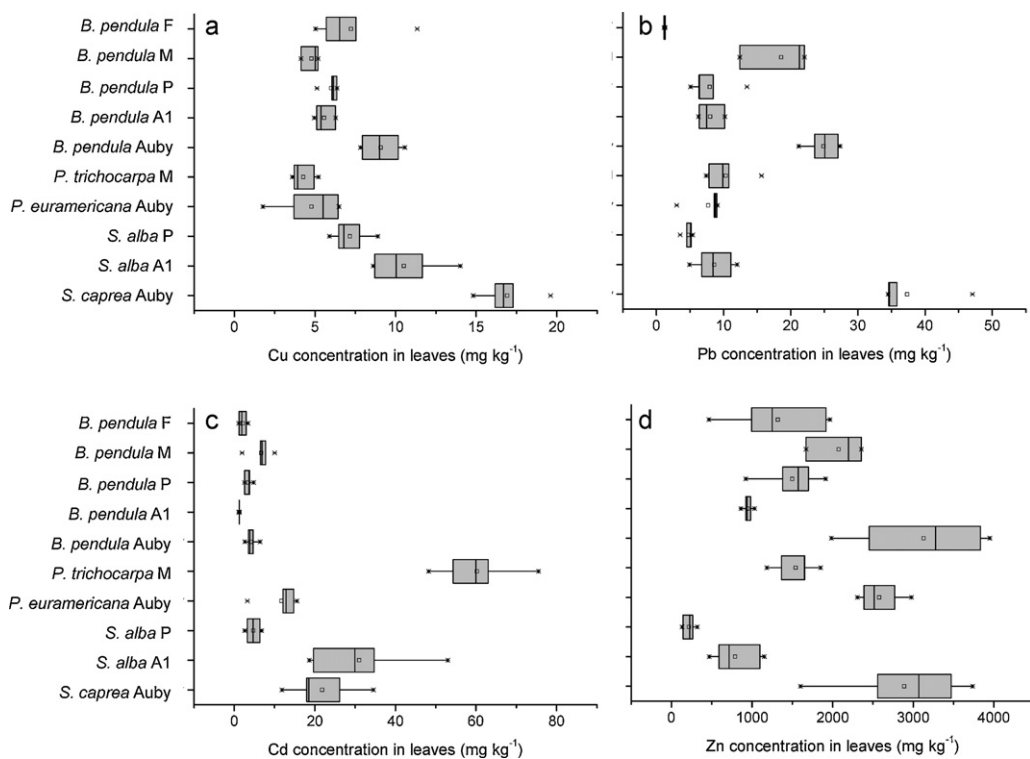 a
b
B. pendula F
B. pendula M
B. pendula P
B. pendula A1
B. pendula Auby
P. trichocarpa M
P. euramericana Auby
S. alba P
S. alba A1
S. caprea Auby
0 5 10 15 20
0 10 20 30 40 50
Cu concentration in leaves (mg kg⁻¹)
Pb concentration in leaves (mg kg⁻¹)
c
d
B. pendula F
B. pendula M
B. pendula P
B. pendula A1
B. pendula Auby
P. trichocarpa M
P. euramericana Auby
S. alba P
S. alba A1
S. caprea Auby
0 20 40 60 80
0 1000 2000 3000 4000
Cd concentration in leaves (mg kg⁻¹)
Zn concentration in leaves (mg kg⁻¹)